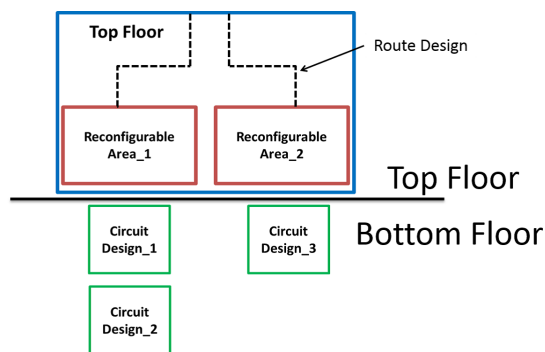 Top Floor
Route Design
Reconfigurable
Area_1
Reconfigurable
Area_2
Top Floor
Bottom Floor
Circuit
Design_1
Circuit
Design_3
Circuit
Design_2